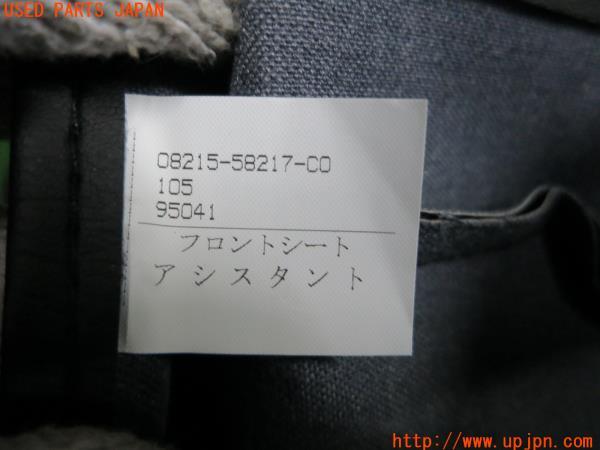 USED PARTS JAPAN
08215-58217-C0
105
95041
フロントシート
アシスタント
http://www.upjpn.com/